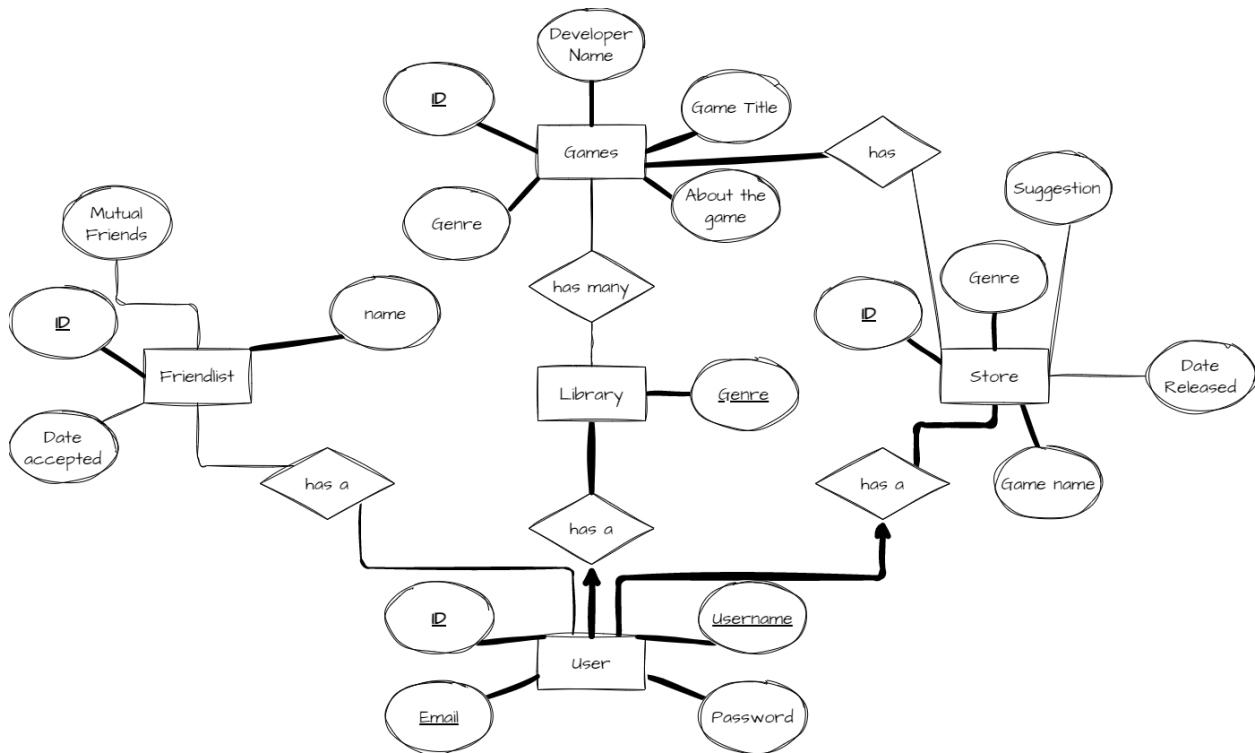 Developer
Name
ID
Game Title
Games
has
About the
game
Genre
Suggestion
Mutual
Friends
has many
Genre
ID
name
ID
Friendlist
Library
Genre
Store
Date
Released
Date
accepted
has a
has a
Game name
has a
ID
Username
User
Email
Password